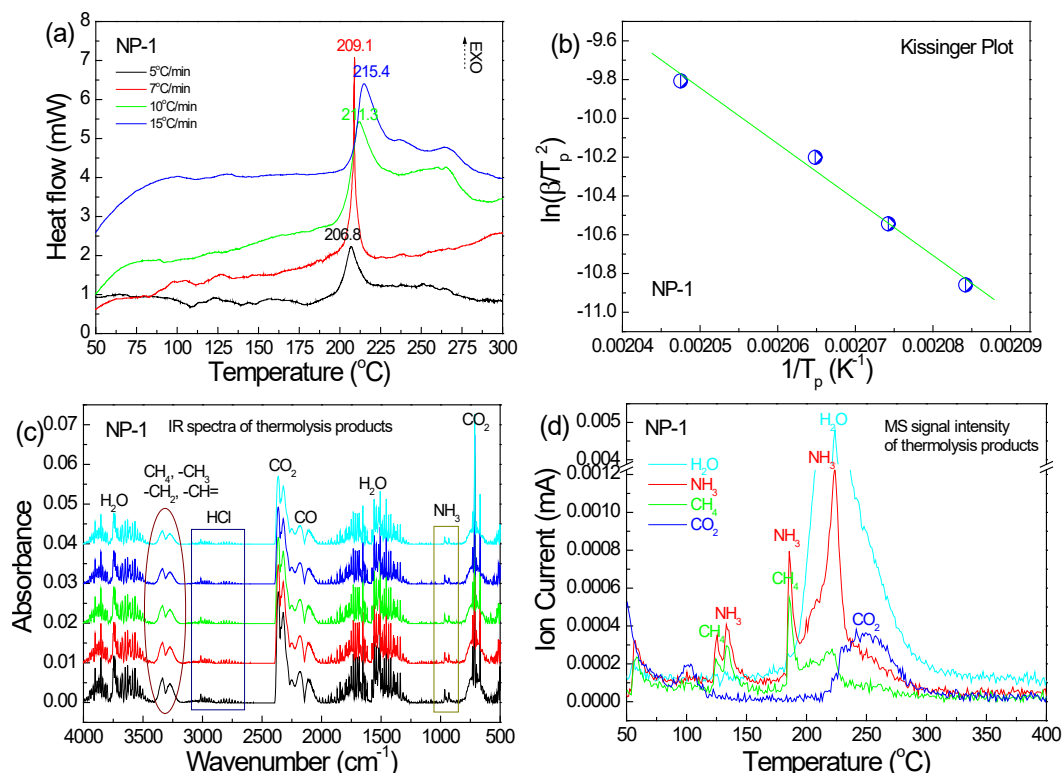 (a)
NP-1
5°C/min
7°C/min
10°C/min
15°C/min
209.1
215.4
211.3
206.8
EXO
8
7
6
5
4
3
2
1
0
Heat flow (mW)
50 75 100 125 150 175 200 225 250 275 300
Temperature (°C)
(b)
Kissinger Plot
NP-1
-9.6
-9.8
-10.2
-10.5
-10.8
-11.0
ln(β/Tp²)
0.00204 0.00205 0.00206 0.00207 0.00208 0.00209
1/Tp (K⁻¹)
(c)
NP-1
IR spectra of thermolysis products
CO₂
CH₄, -CH₃
-CH₂, -CH=
H₂O
HCl
CO₂
CO
H₂O
NH₃
0.07
0.06
0.05
0.04
0.03
0.02
0.01
0.00
Absorbance
4000 3500 3000 2500 2000 1500 1000 500
Wavenumber (cm⁻¹)
(d)
NP-1
H₂O
MS signal intensity
of thermolysis products
H₂O
NH₃
CH₄
CO₂
NH₃
NH₃
CH₄
NH₃
CH₄
CO₂
0.005
0.0012
0.0010
0.0008
0.0006
0.0004
0.0002
0.0000
Ion Current (mA)
50 100 150 200 250 300 350 400
Temperature (°C)